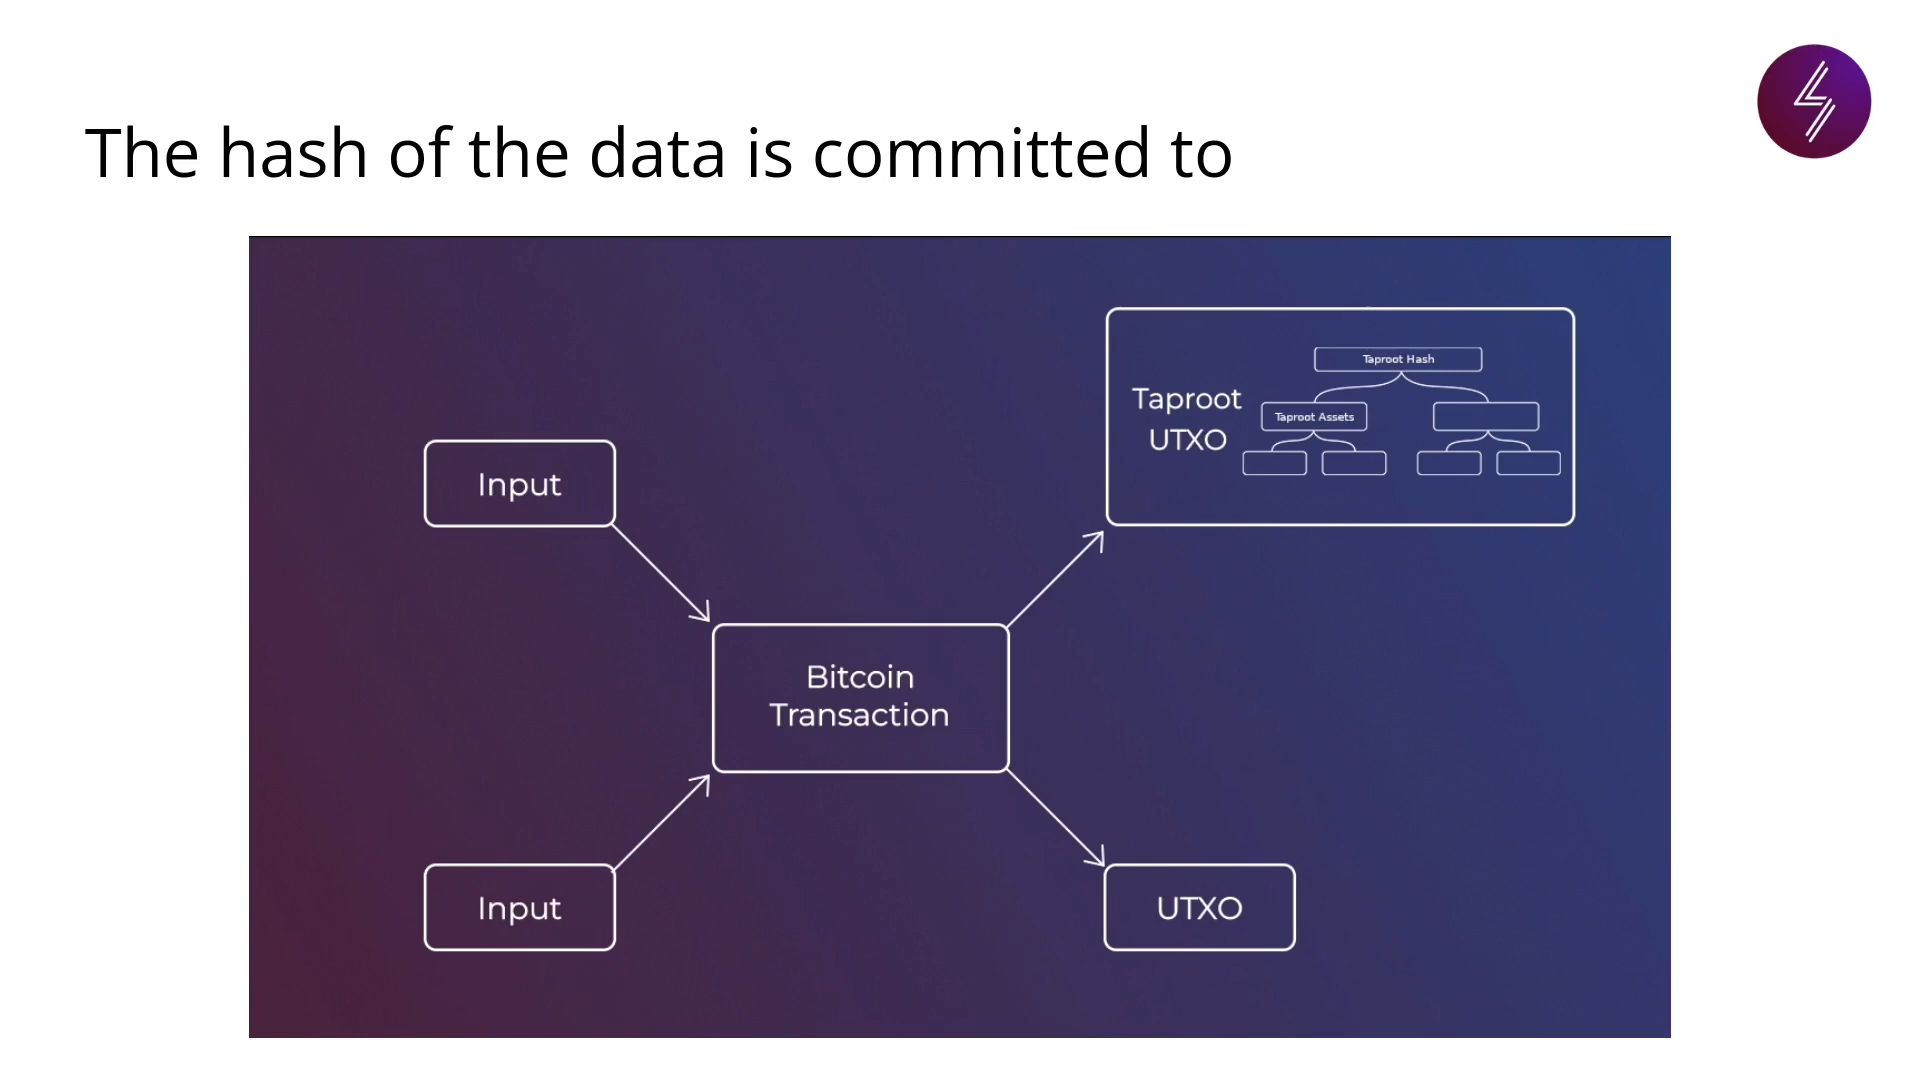 The hash of the data is committed to
Taproot Hash
Taproot
UTXO
Taproot Assets
Input
Bitcoin
Transaction
Input
UTXO